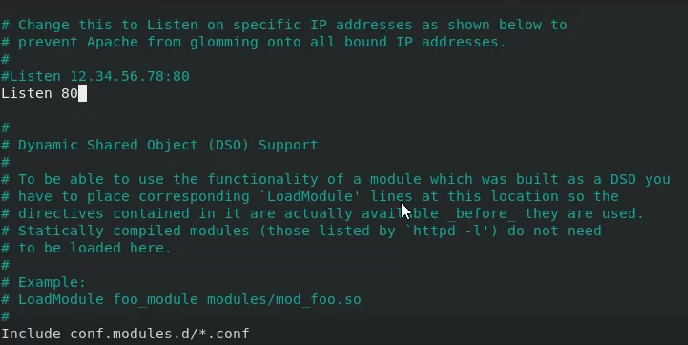 # Change this to Listen on specific IP addresses as shown below to
# prevent Apache from glomming onto all bound IP addresses.
#
#Listen 12.34.56.78:80
Listen 80
#
# Dynamic Shared Object (DSO) Support
#
# To be able to use the functionality of a module which was built as a DSO you
# have to place corresponding `LoadModule' lines at this location so the
# directives contained in it are actually available _before_ they are used.
# Statically compiled modules (those listed by `httpd -l') do not need
# to be loaded here.
#
# Example:
# LoadModule foo_module modules/mod_foo.so
#
Include conf.modules.d/*.conf